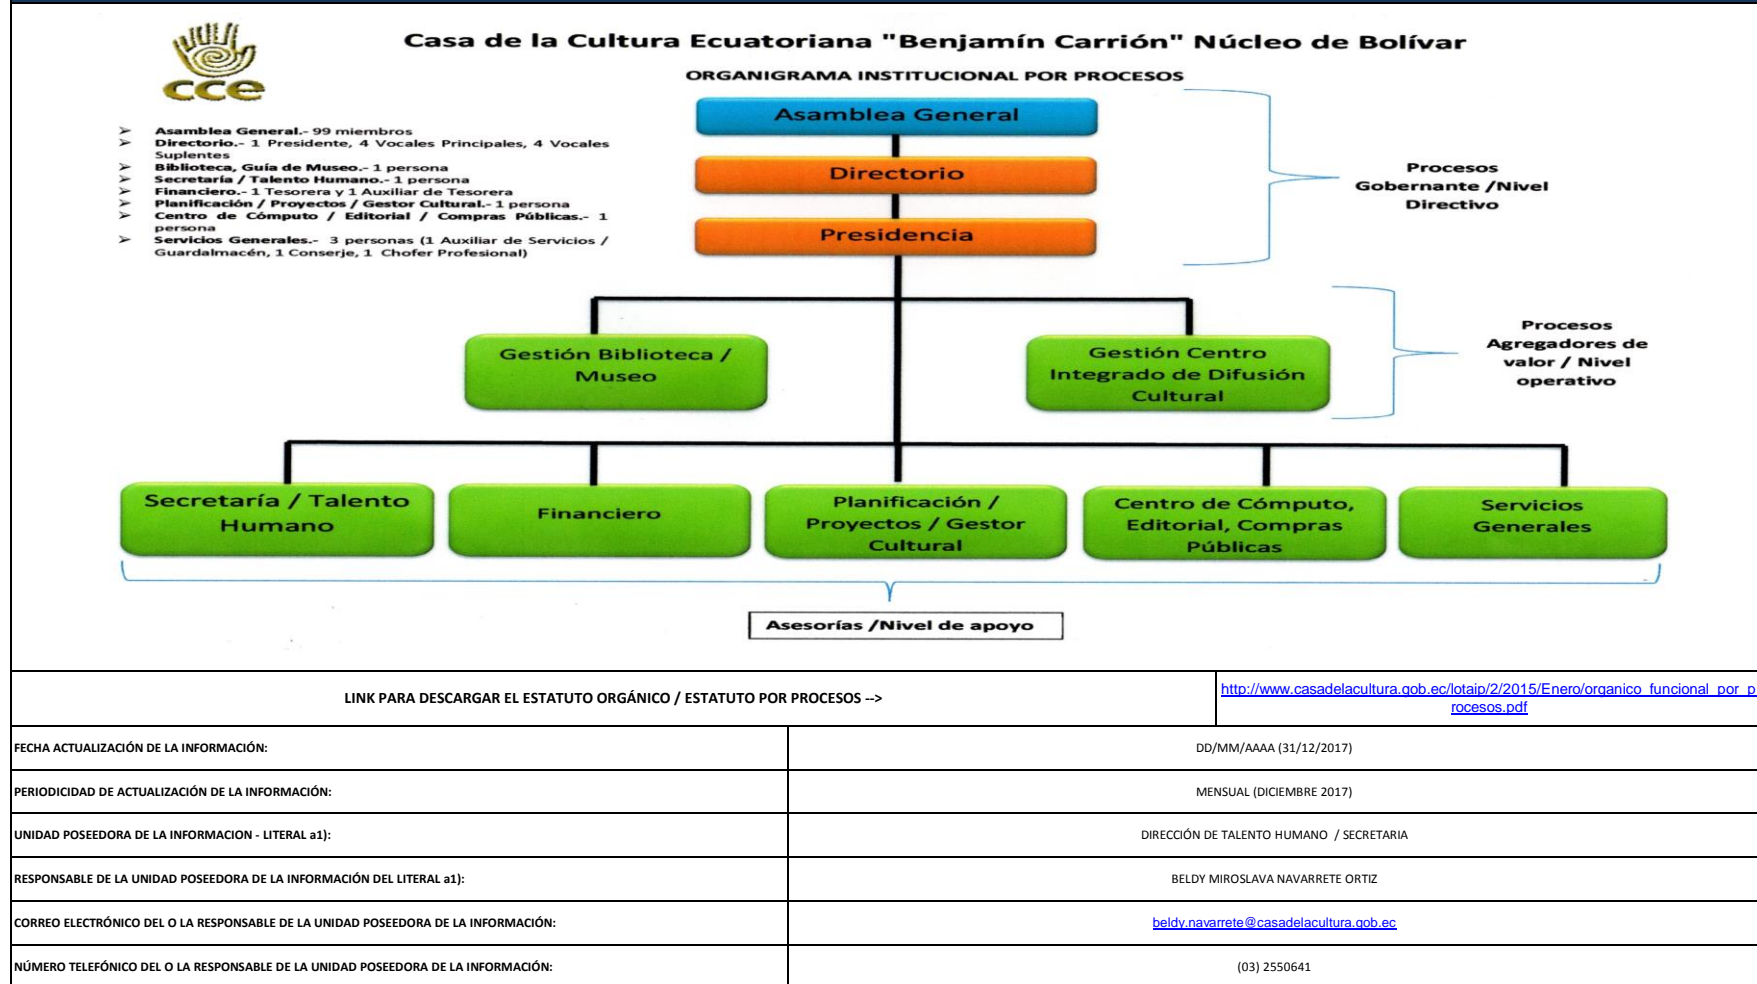 cce
Casa de la Cultura Ecuatoriana "Benjamín Carrión" Núcleo de Bolívar
ORGANIGRAMA INSTITUCIONAL POR PROCESOS
➢ Asamblea General.- 99 miembros
➢ Directorio.- 1 Presidente, 4 Vocales Principales, 4 Vocales
Suplentes
➢ Biblioteca, Guía de Museo.- 1 persona
➢ Secretaría / Talento Humano.- 1 persona
➢ Financiero.- 1 Tesorera y 1 Auxiliar de Tesorera
➢ Planificación / Proyectos / Gestor Cultural.- 1 persona
➢ Centro de Cómputo / Editorial / Compras Públicas.- 1
persona
➢ Servicios Generales.- 3 personas (1 Auxiliar de Servicios /
Guardalmacén, 1 Conserje, 1 Chofer Profesional)
Asamblea General
Directorio
Presidencia
Procesos
Gobernante /Nivel
Directivo
Gestión Biblioteca /
Museo
Gestión Centro
Integrado de Difusión
Cultural
Procesos
Agregadores de
valor / Nivel
operativo
Secretaría / Talento
Humano
Financiero
Planificación /
Proyectos / Gestor
Cultural
Centro de Cómputo,
Editorial, Compras
Públicas
Servicios
Generales
Asesorías /Nivel de apoyo
LINK PARA DESCARGAR EL ESTATUTO ORGÁNICO / ESTATUTO POR PROCESOS -->
http://www.casadelacultura.gob.ec/lotaip/2/2015/Enero/organico_funcional_por_p
rocesos.pdf
FECHA ACTUALIZACIÓN DE LA INFORMACIÓN:
DD/MM/AAAA (31/12/2017)
PERIODICIDAD DE ACTUALIZACIÓN DE LA INFORMACIÓN:
MENSUAL (DICIEMBRE 2017)
UNIDAD POSEEDORA DE LA INFORMACION - LITERAL a1):
DIRECCIÓN DE TALENTO HUMANO / SECRETARIA
RESPONSABLE DE LA UNIDAD POSEEDORA DE LA INFORMACIÓN DEL LITERAL a1):
BELDY MIROSLAVA NAVARRETE ORTIZ
CORREO ELECTRÓNICO DEL O LA RESPONSABLE DE LA UNIDAD POSEEDORA DE LA INFORMACIÓN:
beldy.navarrete@casadelacultura.gob.ec
NÚMERO TELEFÓNICO DEL O LA RESPONSABLE DE LA UNIDAD POSEEDORA DE LA INFORMACIÓN:
(03) 2550641